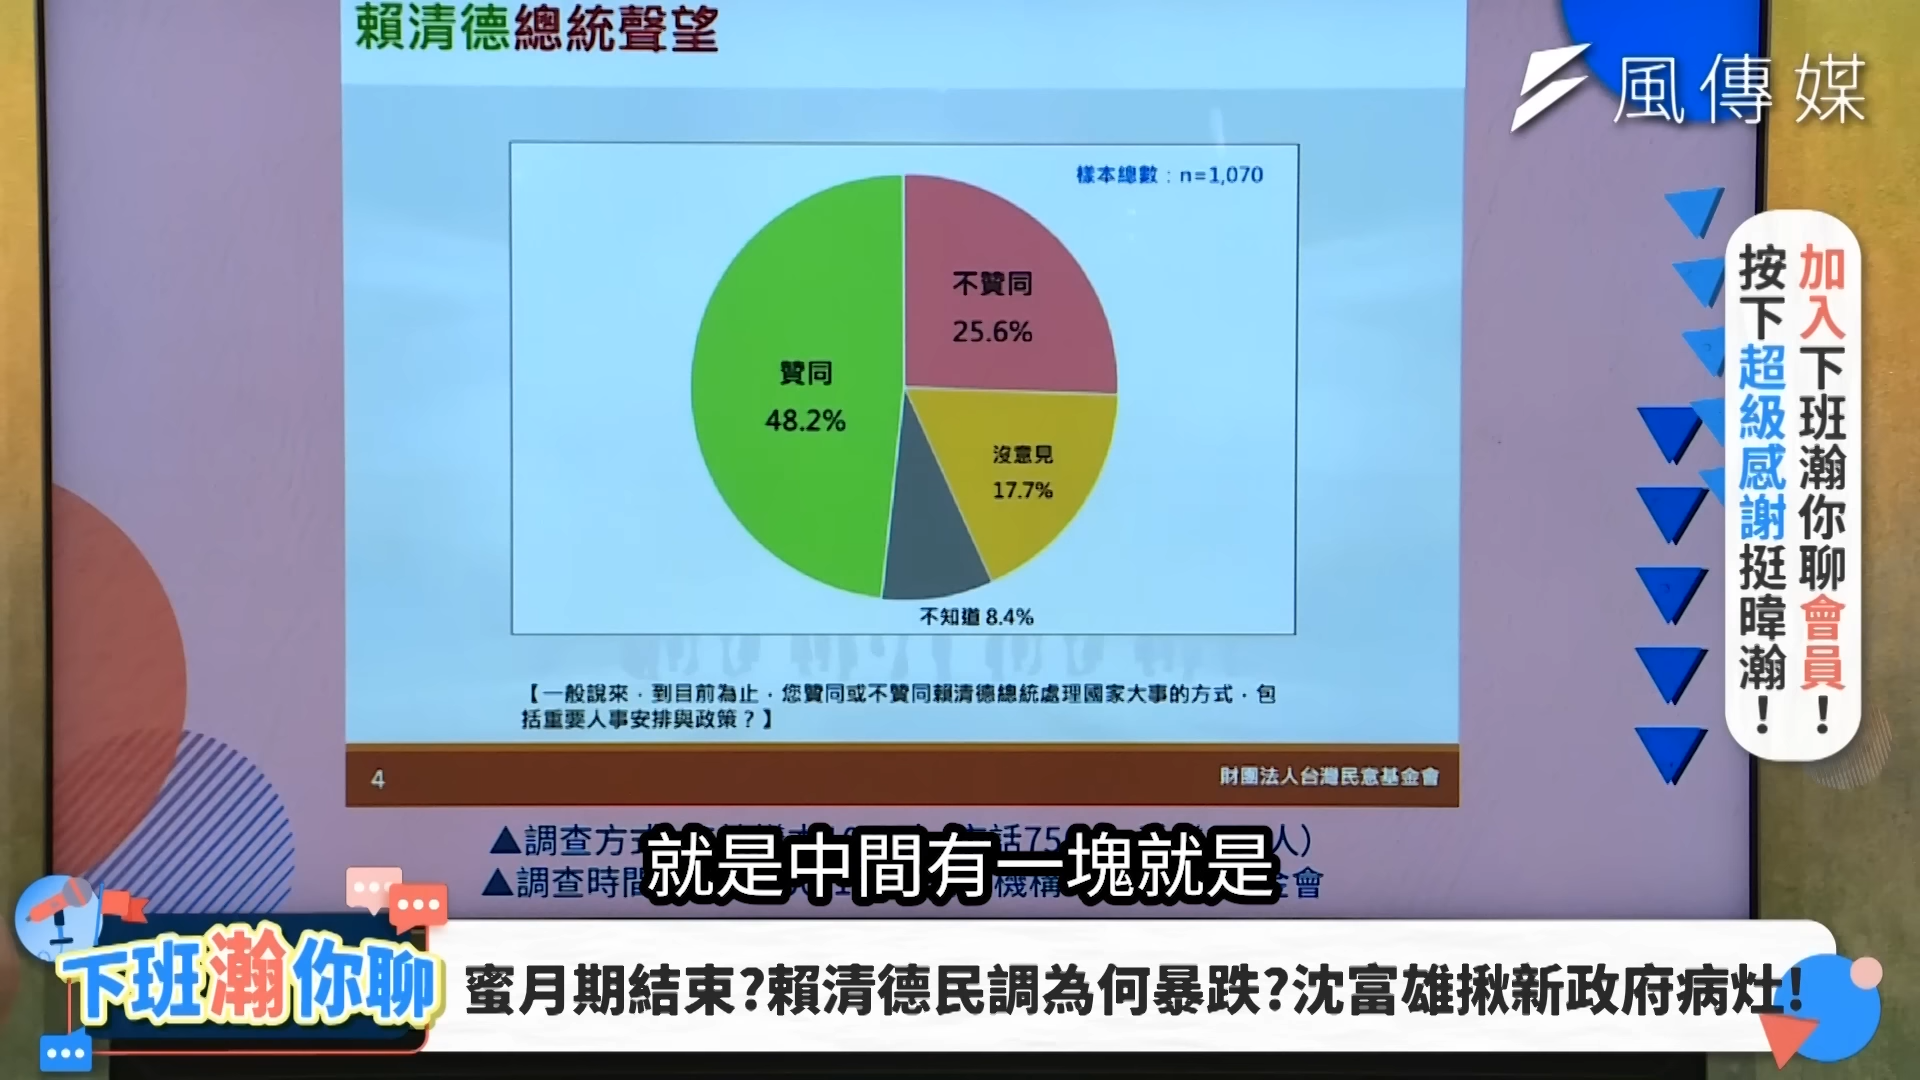 賴清德總統聲望
風傳媒
樣本總數：n=1,070
不贊同
25.6%
贊同
48.2%
沒意見
17.7%
不知道 8.4%
【一般說來，到目前為止，您贊同或不贊同賴清德總統處理國家大事的方式，包
括重要人事安排與政策？】
4
財團法人台灣民意基金會
加入下班瀚你聊會員！
按下超級感謝挺暐瀚！
▲調查方
話75
人）
▲調查時間
機構
金會
就是中間有一塊就是
下班瀚你聊
蜜月期結束?賴清德民調為何暴跌?沈富雄揪新政府病灶!